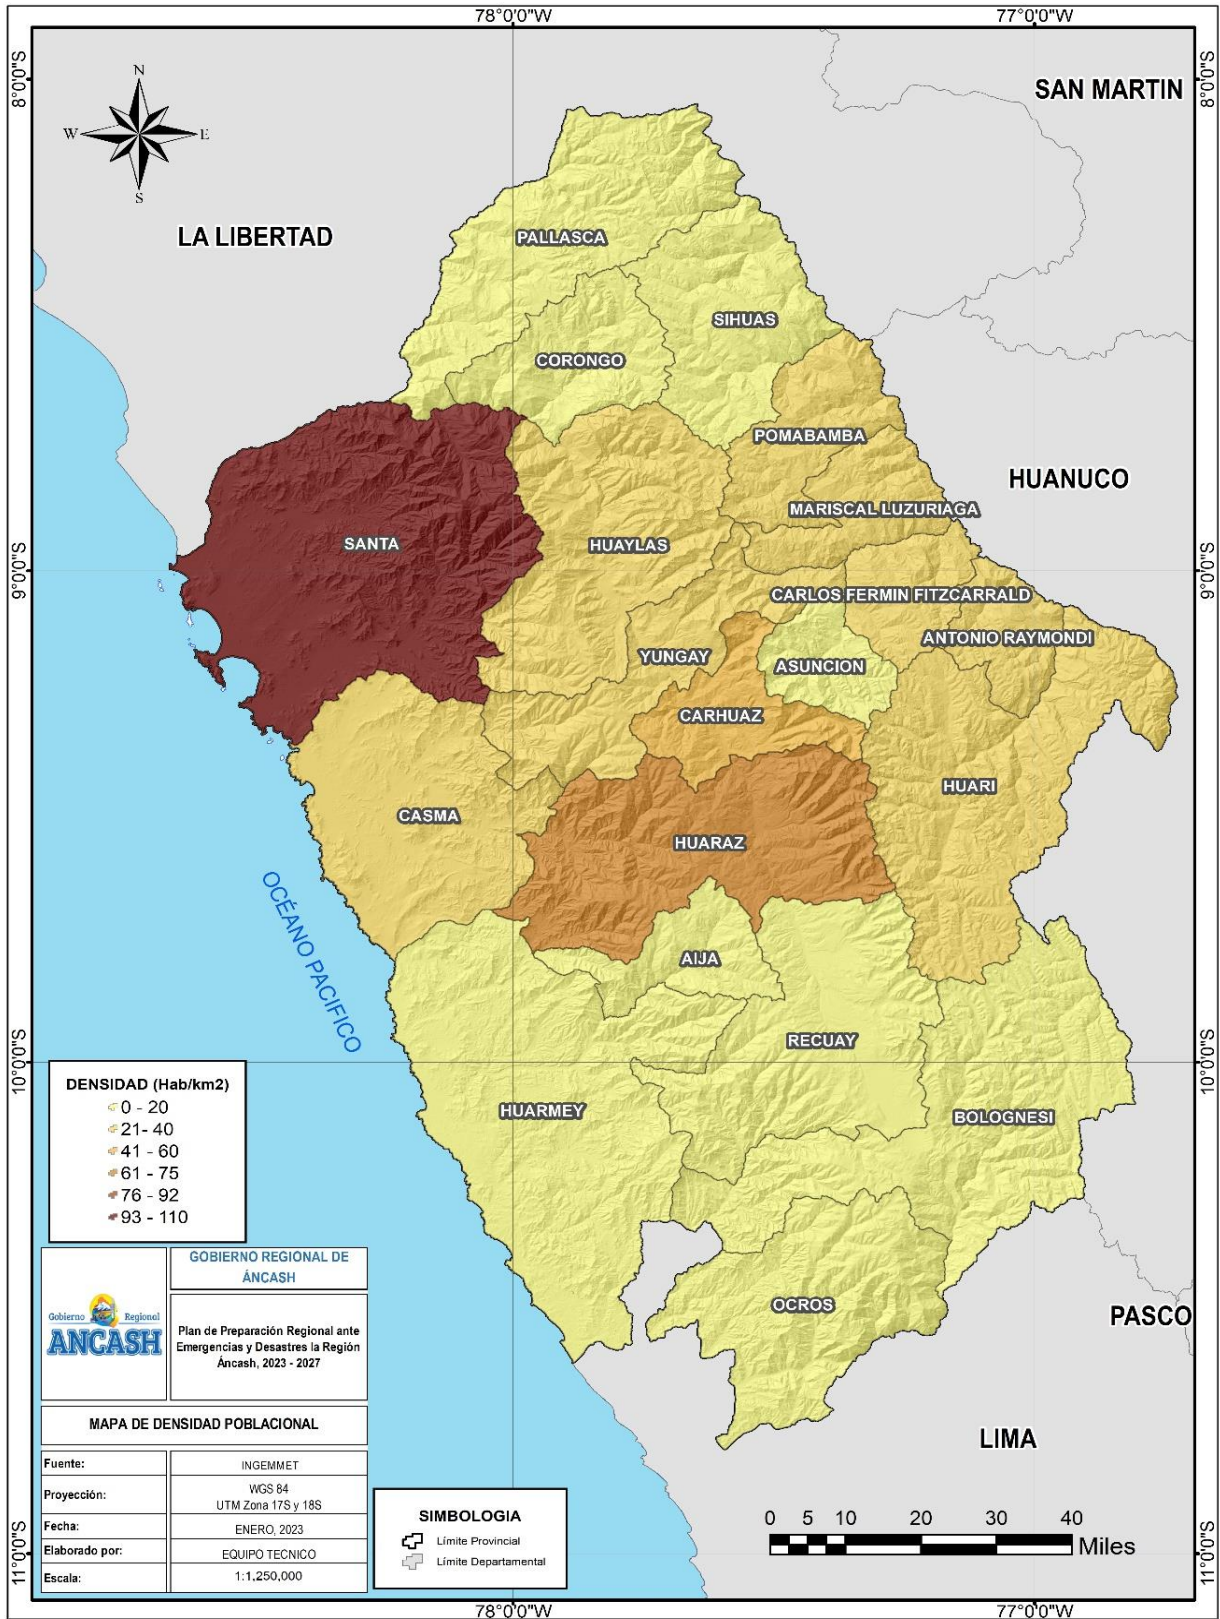 78°0'0"W
77°0'0"W
8°0'0"S
8°0'0"S
N
W
E
S
SAN MARTIN
LA LIBERTAD
PALLASCA
SIHUAS
CORONGO
POMABAMBA
HUANUCO
MARISCAL LUZURIAGA
SANTA
HUAYLAS
9°0'0"S
9°0'0"S
CARLOS FERMIN FITZCARRALD
ANTONIO RAYMONDI
YUNGAY
ASUNCION
CARHUAZ
HUARI
CASMA
HUARAZ
OCÉANO PACIFICO
AIJA
RECUAY
10°0'0"S
10°0'0"S
HUARMEY
BOLOGNESI
OCROS
PASCO
LIMA
DENSIDAD (Hab/km2)
0 - 20
21- 40
41 - 60
61 - 75
76 - 92
93 - 110
GOBIERNO REGIONAL DE
ÁNCASH
Gobierno Regional
ANCASH
Plan de Preparación Regional ante
Emergencias y Desastres la Región
Áncash, 2023 - 2027
MAPA DE DENSIDAD POBLACIONAL
Fuente: INGEMMET
Proyección: WGS 84
UTM Zona 17S y 18S
Fecha: ENERO, 2023
Elaborado por: EQUIPO TECNICO
Escala: 1:1,250,000
SIMBOLOGIA
Límite Provincial
Límite Departamental
0 5 10 20 30 40
Miles
11°0'0"S
11°0'0"S
78°0'0"W
77°0'0"W